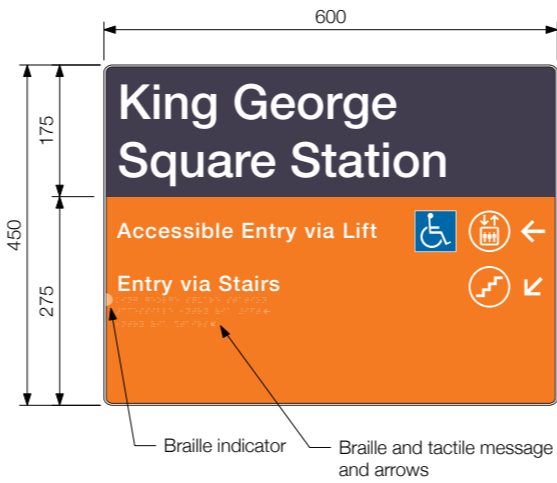 600
King George
Square Station
175
450
Accessible Entry via Lift
275
Entry via Stairs
Braille indicator
Braille and tactile message
and arrows